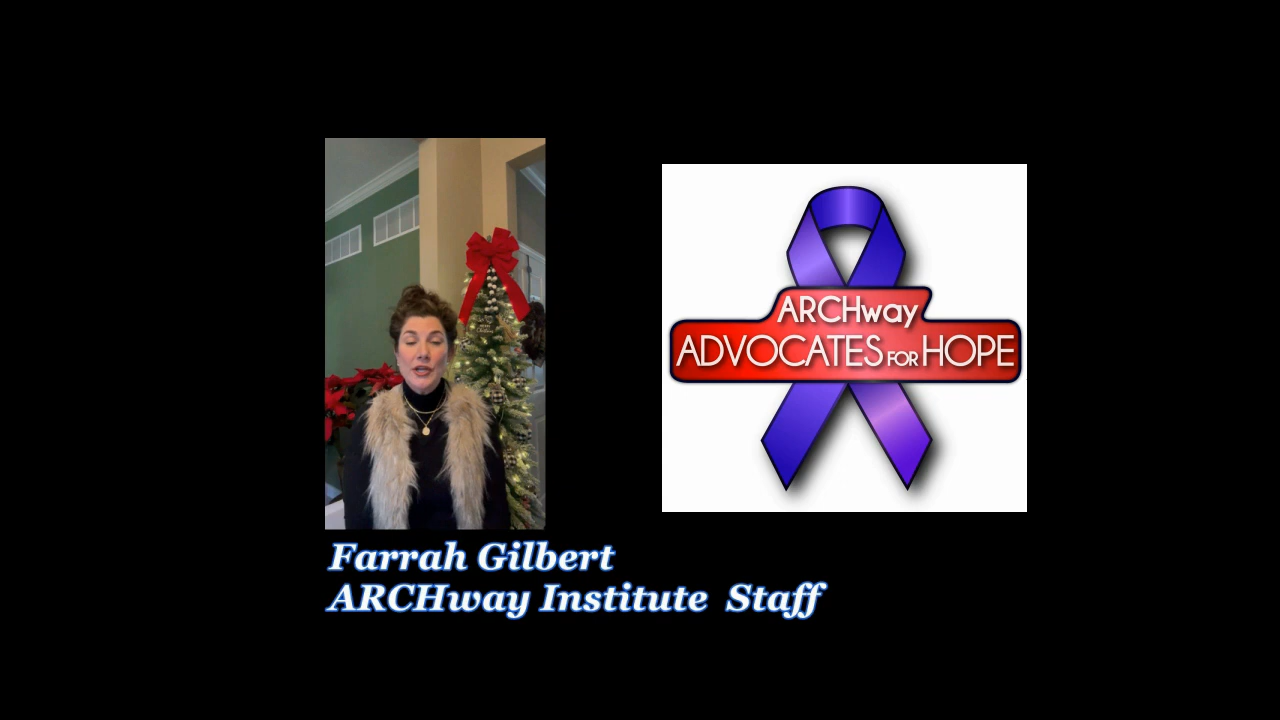 ARCHway
ADVOCATES FOR HOPE
Farrah Gilbert
ARCHway Institute Staff